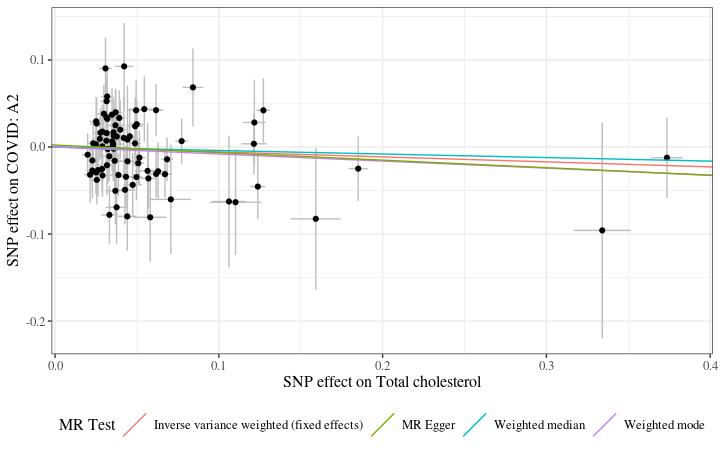 SNP effect on COVID: A2
0.1
0.0
-0.1
-0.2
0.0 0.1 0.2 0.3 0.4
SNP effect on Total cholesterol
MR Test Inverse variance weighted (fixed effects) MR Egger Weighted median Weighted mode